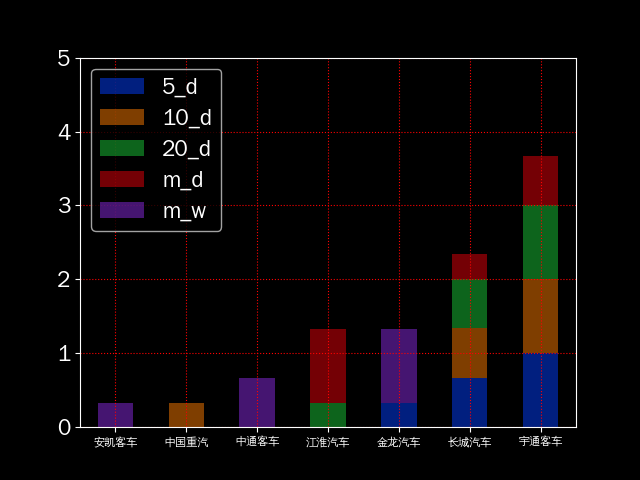 5
4
3
2
1
0
5_d
10_d
20_d
m_d
m_w
安凯客车 中国重汽 中通客车 江淮汽车 金龙汽车 长城汽车 宇通客车